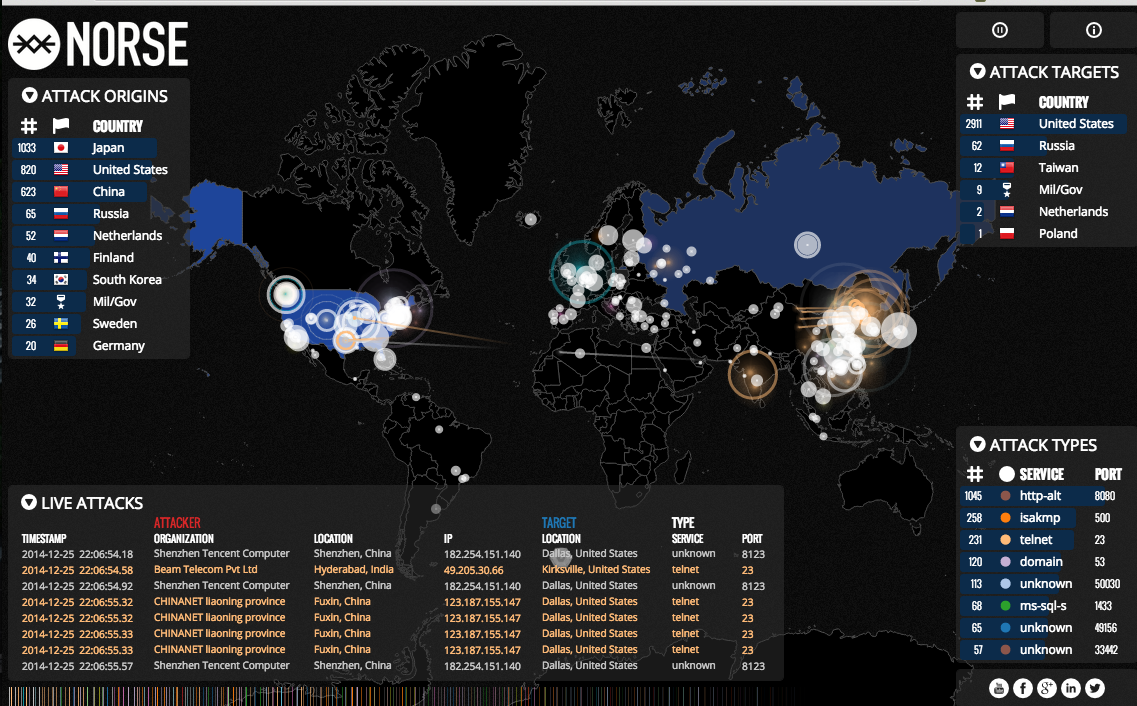 NORSE
ATTACK ORIGINS
# COUNTRY
1033 Japan
820 United States
623 China
65 Russia
52 Netherlands
40 Finland
34 South Korea
32 Mil/Gov
26 Sweden
20 Germany
ATTACK TARGETS
# COUNTRY
2911 United States
62 Russia
12 Taiwan
9 Mil/Gov
2 Netherlands
1 Poland
LIVE ATTACKS
ATTACKER TARGET TYPE
TIMESTAMP ORGANIZATION LOCATION IP LOCATION SERVICE PORT
2014-12-25 22:06:54.18 Shenzhen Tencent Computer Shenzhen, China 182.254.151.140 Dallas, United States unknown 8123
2014-12-25 22:06:54.58 Beam Telecom Pvt Ltd Hyderabad, India 49.205.30.66 Kirksville, United States telnet 23
2014-12-25 22:06:54.92 Shenzhen Tencent Computer Shenzhen, China 182.254.151.140 Dallas, United States unknown 8123
2014-12-25 22:06:55.32 CHINANET liaoning province Fuxin, China 123.187.155.147 Dallas, United States telnet 23
2014-12-25 22:06:55.32 CHINANET liaoning province Fuxin, China 123.187.155.147 Dallas, United States telnet 23
2014-12-25 22:06:55.33 CHINANET liaoning province Fuxin, China 123.187.155.147 Dallas, United States telnet 23
2014-12-25 22:06:55.33 CHINANET liaoning province Fuxin, China 123.187.155.147 Dallas, United States telnet 23
2014-12-25 22:06:55.57 Shenzhen Tencent Computer Shenzhen, China 182.254.151.140 Dallas, United States unknown 8123
ATTACK TYPES
# SERVICE PORT
1045 http-alt 8080
258 isakmp 500
231 telnet 23
120 domain 53
113 unknown 50030
68 ms-sql-s 1433
65 unknown 49156
57 unknown 33442